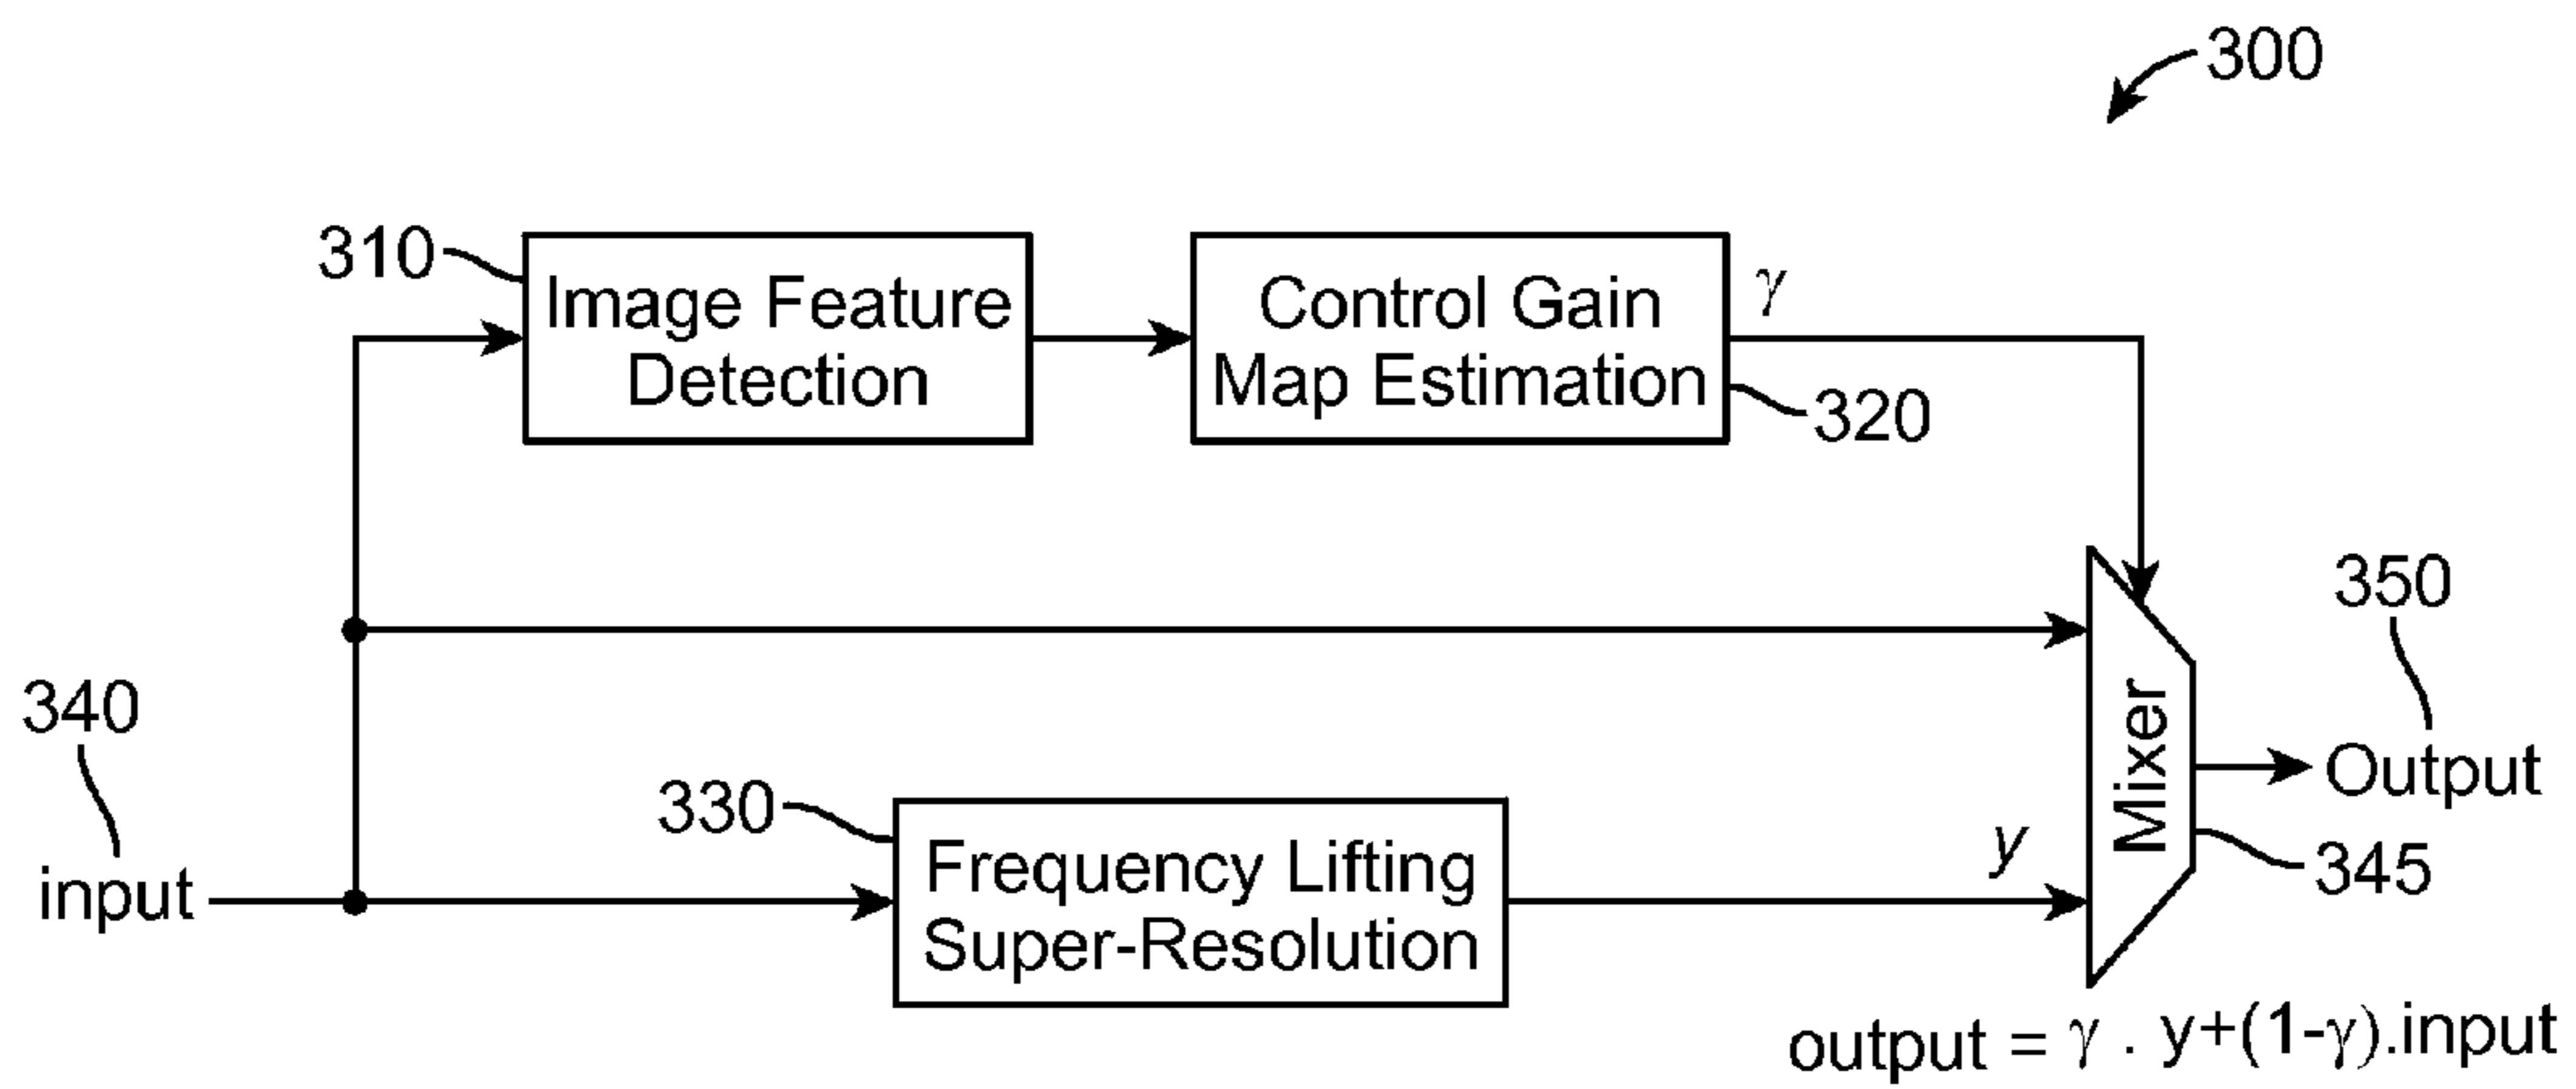 300
310
Image Feature
Detection
Control Gain
Map Estimation
γ
320
340
input
330
Frequency Lifting
Super-Resolution
y
Mixer
350
Output
345
output = γ . y+(1-γ).input